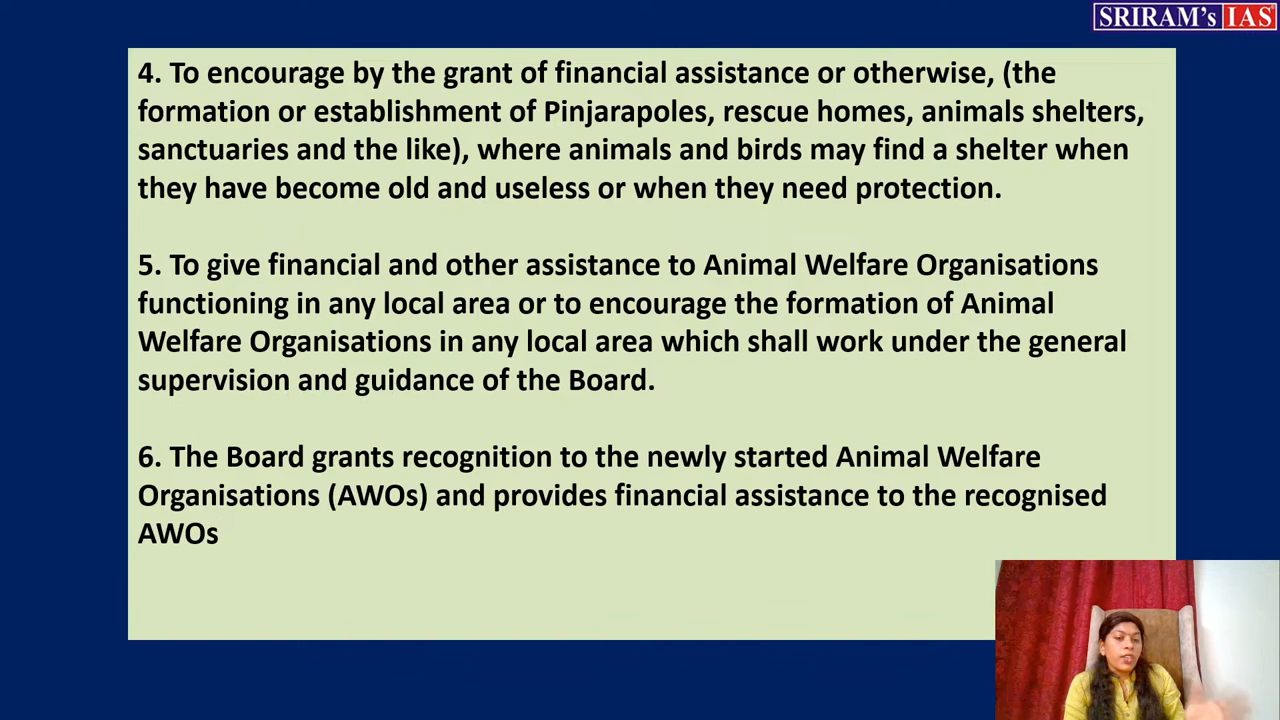 SRIRAM's IAS
4. To encourage by the grant of financial assistance or otherwise, (the
formation or establishment of Pinjarapoles, rescue homes, animals shelters,
sanctuaries and the like), where animals and birds may find a shelter when
they have become old and useless or when they need protection.
5. To give financial and other assistance to Animal Welfare Organisations
functioning in any local area or to encourage the formation of Animal
Welfare Organisations in any local area which shall work under the general
supervision and guidance of the Board.
6. The Board grants recognition to the newly started Animal Welfare
Organisations (AWOs) and provides financial assistance to the recognised
AWOs